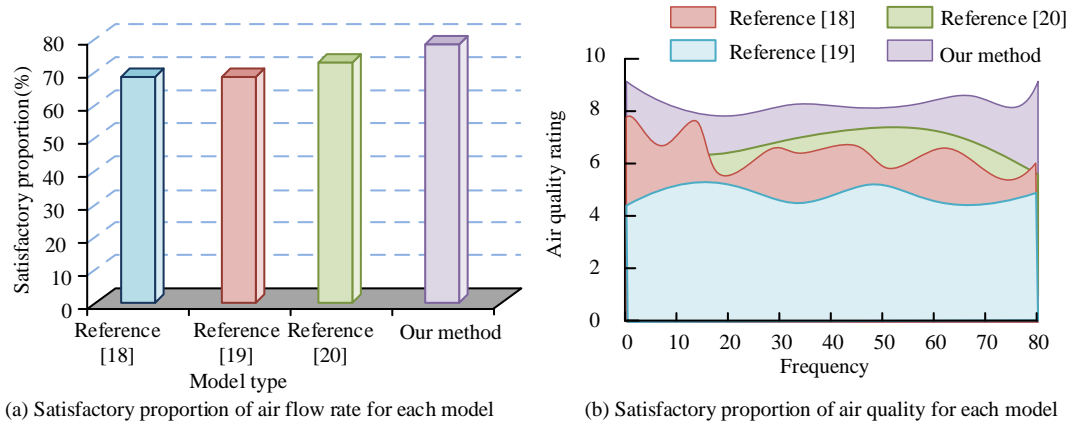 Satisfactory proportion(%)
80
70
60
50
40
30
20
10
0
Reference
[18]
Reference
[19]
Reference
[20]
Our method
Model type
(a) Satisfactory proportion of air flow rate for each model
Reference [18]
Reference [20]
Reference [19]
Our method
Air quality rating
10
8
6
4
2
0
0 10 20 30 40 50 60 70 80
Frequency
(b) Satisfactory proportion of air quality for each model